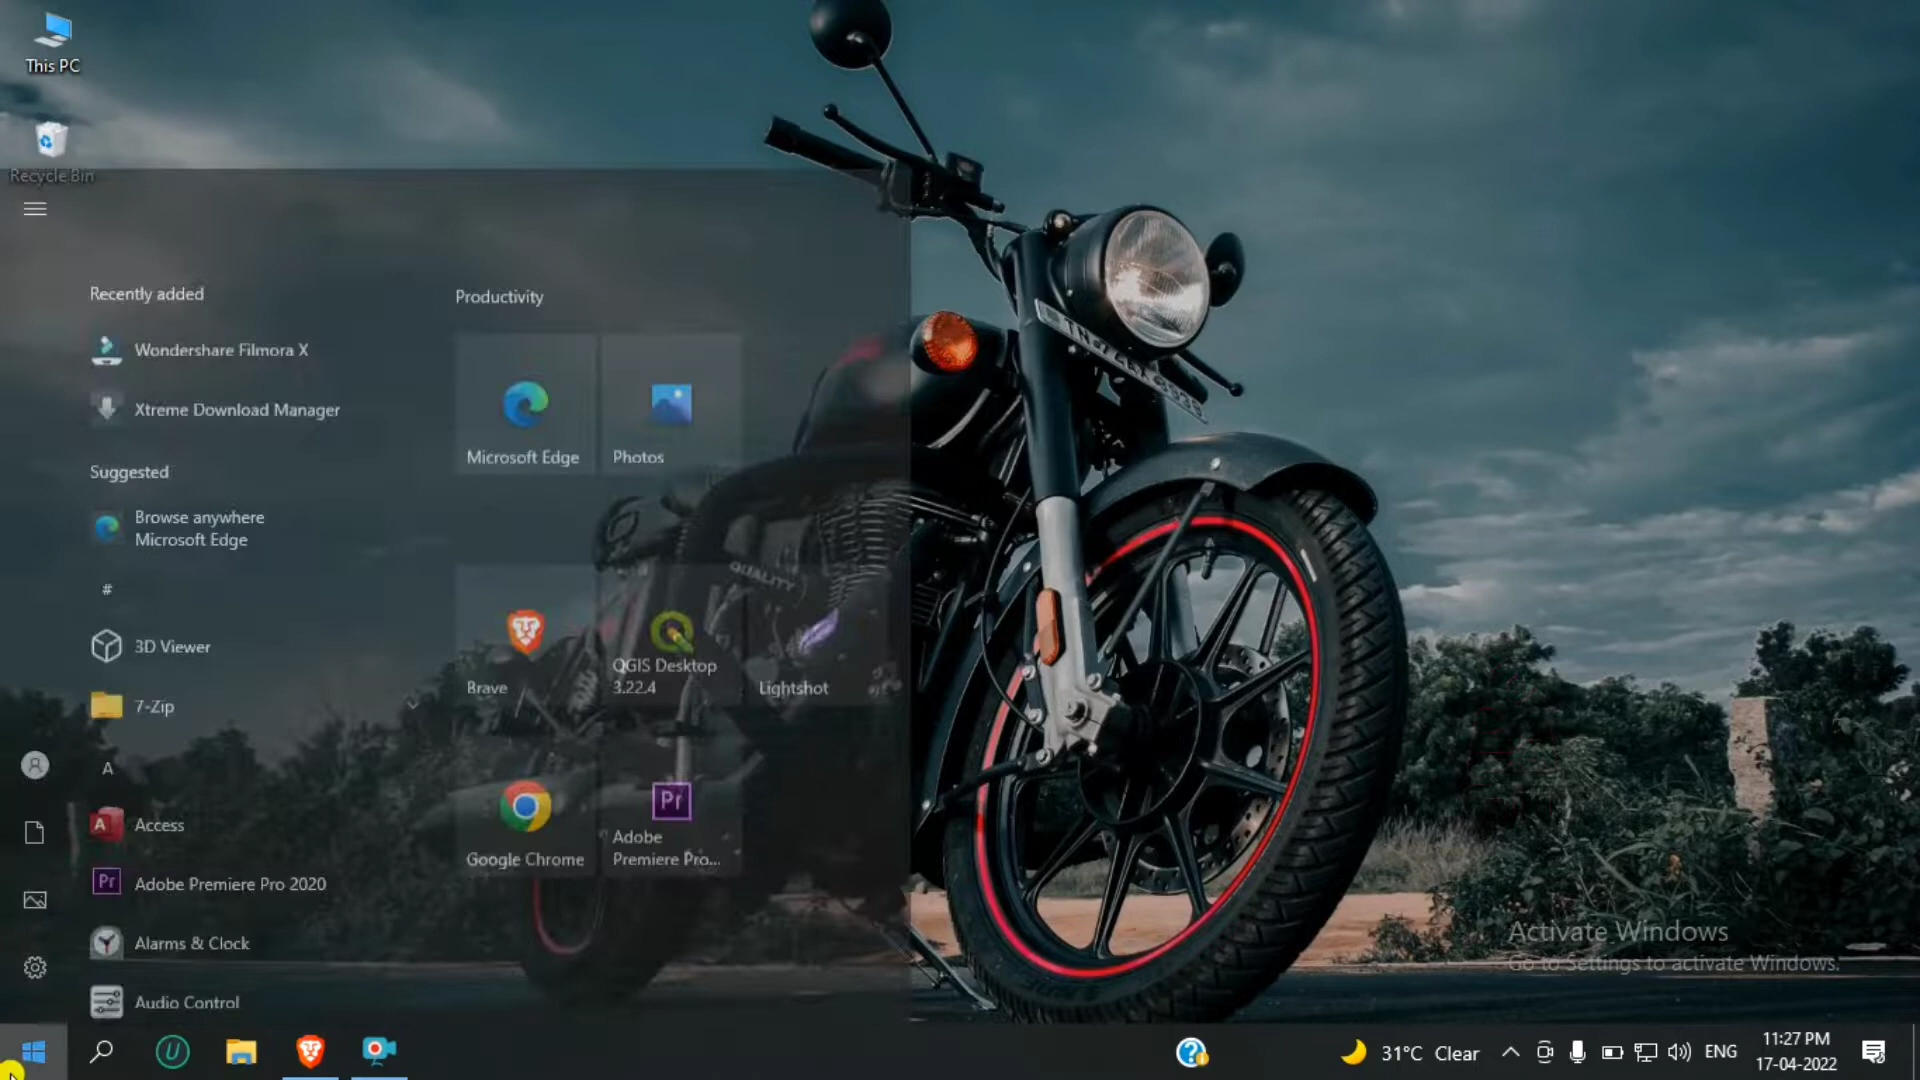 This PC
Recycle Bin
Recently added
Wondershare Filmora X
Xtreme Download Manager
Suggested
Browse anywhere
Microsoft Edge
#
3D Viewer
7-Zip
A
Access
Adobe Premiere Pro 2020
Alarms & Clock
Audio Control
Productivity
Microsoft Edge
Photos
Brave
QGIS Desktop
3.22.4
Lightshot
Google Chrome
Adobe
Premiere Pro...
QUALITY
Pr
Pr
Activate Windows
Go to Settings to activate Windows.
31°C Clear
ENG
11:27 PM
17-04-2022